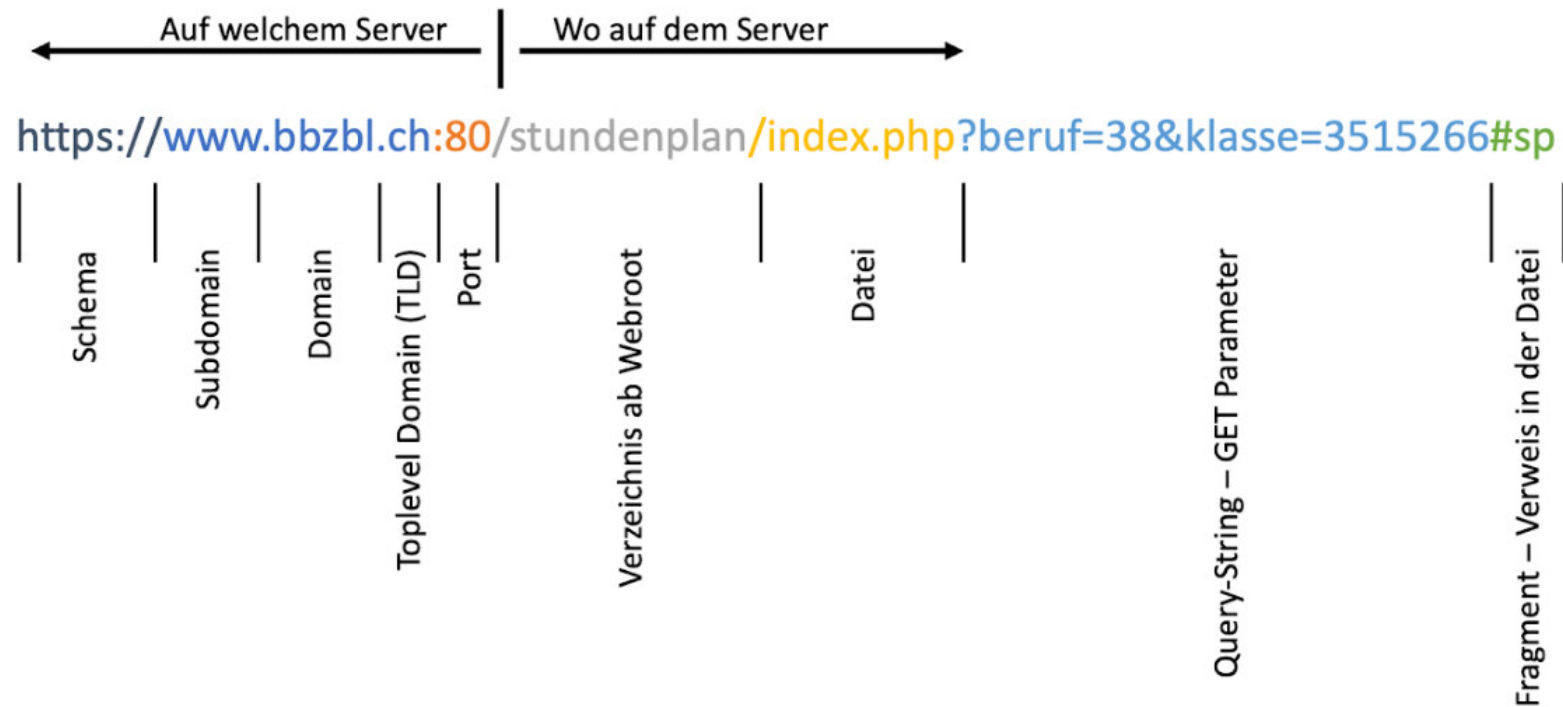 Auf welchem Server
Wo auf dem Server
https://www.bbzbl.ch:80/stundenplan/index.php?beruf=38&klasse=3515266#sp
Schema
Subdomain
Domain
Toplevel Domain (TLD)
Port
Verzeichnis ab Webroot
Datei
Query-String – GET Parameter
Fragment – Verweis in der Datei